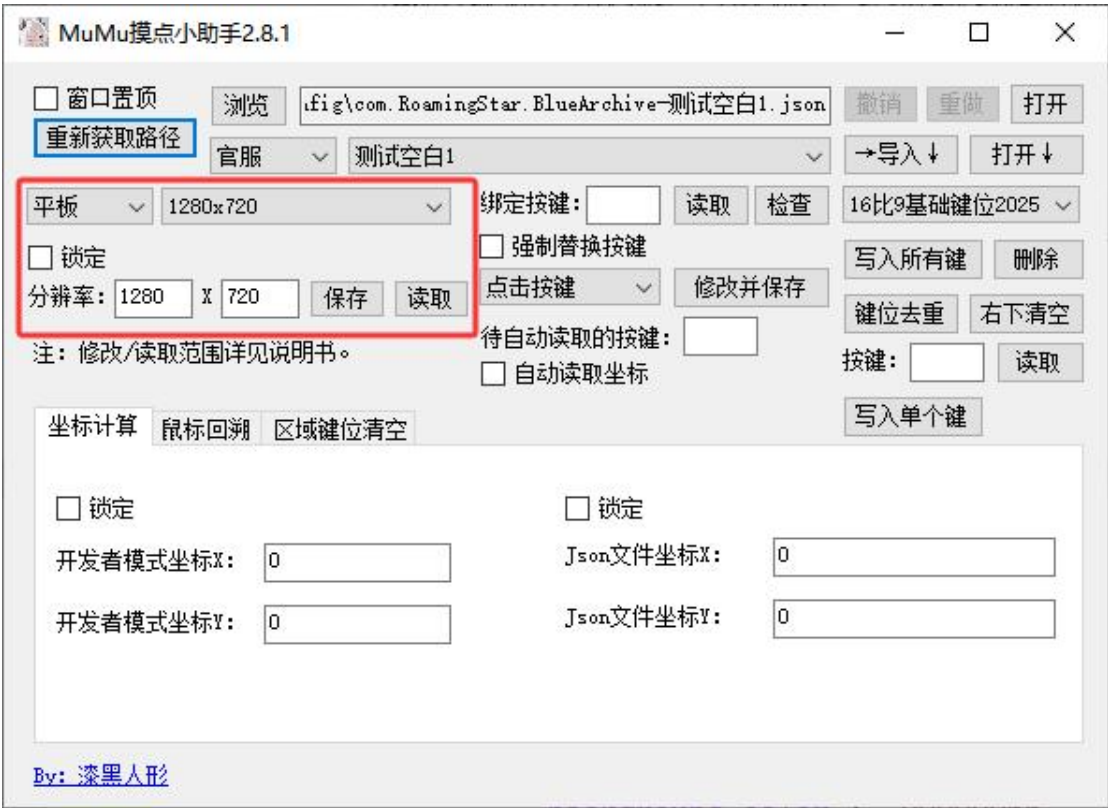 MuMu摸点小助手2.8.1
窗口置顶
浏览
ıfig\com.RoamingStar.BlueArchive-测试空白1.json
撤销
重做
打开
重新获取路径
官服
测试空白1
→导入↓
打开↓
平板
1280x720
绑定按键:
读取
检查
16比9基础键位2025
锁定
强制替换按键
写入所有键
删除
分辨率:
1280
X
720
保存
读取
点击按键
修改并保存
键位去重
右下清空
注: 修改/读取范围详见说明书。
待自动读取的按键:
自动读取坐标
按键:
读取
写入单个键
坐标计算
鼠标回溯
区域键位清空
锁定
锁定
开发者模式坐标X:
0
Json文件坐标X:
0
开发者模式坐标Y:
0
Json文件坐标Y:
0
By: 漆黑人形